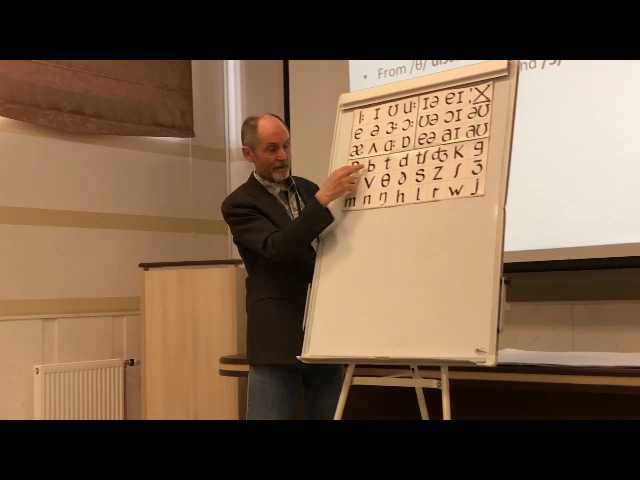 • From /θ/
iː ɪ ʊ uː ɪə eɪ
e ə ɜː ɔː ʊə ɔɪ əʊ
æ ʌ ɑː ɒ eə aɪ aʊ
p b t d tʃ dʒ k g
v θ ð s z ʃ ʒ
m n ŋ h l r w j